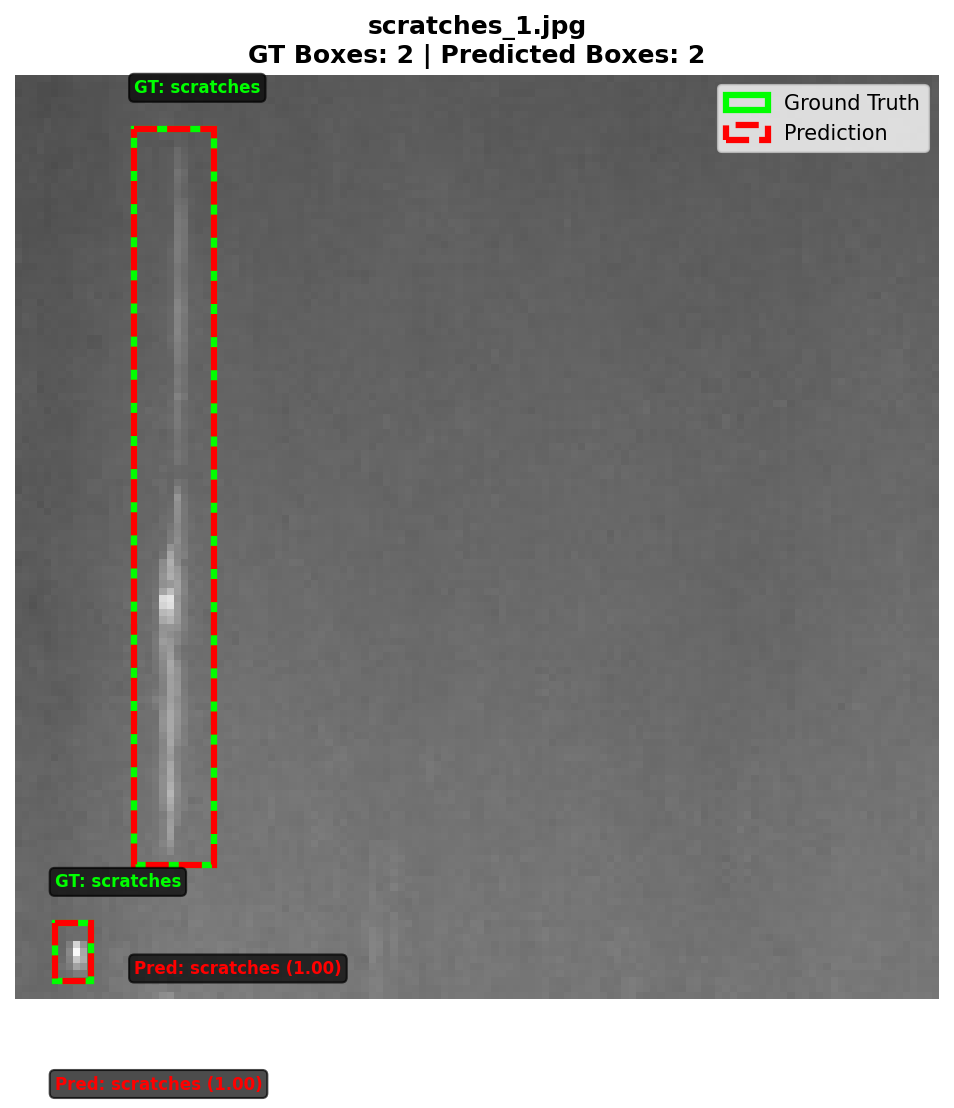 scratches_1.jpg
GT Boxes: 2 | Predicted Boxes: 2
GT: scratches
Ground Truth
Prediction
GT: scratches
Pred: scratches (1.00)
Pred: scratches (1.00)